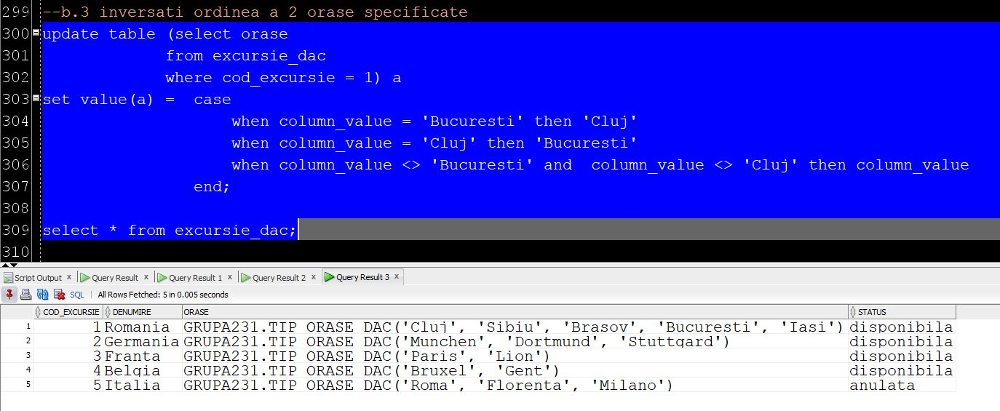 299 --b.3 inversati ordinea a 2 orase specificate
300 update table (select orase
301 from excursie_dac
302 where cod_excursie = 1) a
303 set value(a) = case
304 when column_value = 'Bucuresti' then 'Cluj'
305 when column_value = 'Cluj' then 'Bucuresti'
306 when column_value <> 'Bucuresti' and column_value <> 'Cluj' then column_value
307 end;
308
309 select * from excursie_dac;
310
Script Output x Query Result x Query Result 1 x Query Result 2 x Query Result 3 x
SQL | All Rows Fetched: 5 in 0.005 seconds
COD_EXCURSIE DENUMIRE ORASE STATUS
1 1 Romania GRUPA231.TIP_ORASE_DAC('Cluj', 'Sibiu', 'Brasov', 'Bucuresti', 'Iasi') disponibila
2 2 Germania GRUPA231.TIP_ORASE_DAC('Munchen', 'Dortmund', 'Stuttgard') disponibila
3 3 Franta GRUPA231.TIP_ORASE_DAC('Paris', 'Lion') disponibila
4 4 Belgia GRUPA231.TIP_ORASE_DAC('Bruxel', 'Gent') disponibila
5 5 Italia GRUPA231.TIP_ORASE_DAC('Roma', 'Florenta', 'Milano') anulata